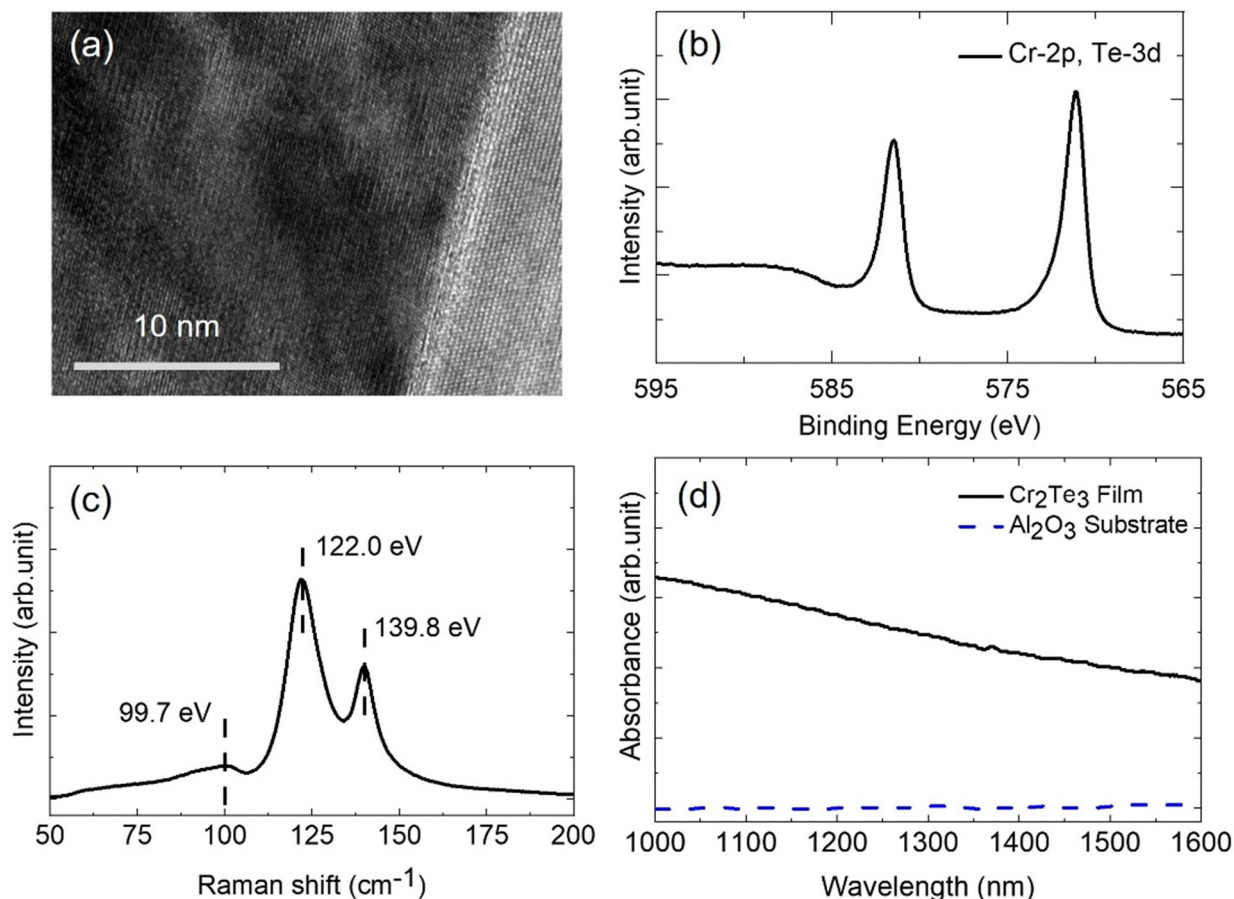 (a)
10 nm
(b)
Cr-2p, Te-3d
Intensity (arb.unit)
595 585 575 565
Binding Energy (eV)
(c)
122.0 eV
139.8 eV
99.7 eV
Intensity (arb.unit)
50 75 100 125 150 175 200
Raman shift (cm⁻¹)
(d)
Cr₂Te₃ Film
Al₂O₃ Substrate
Absorbance (arb.unit)
1000 1100 1200 1300 1400 1500 1600
Wavelength (nm)